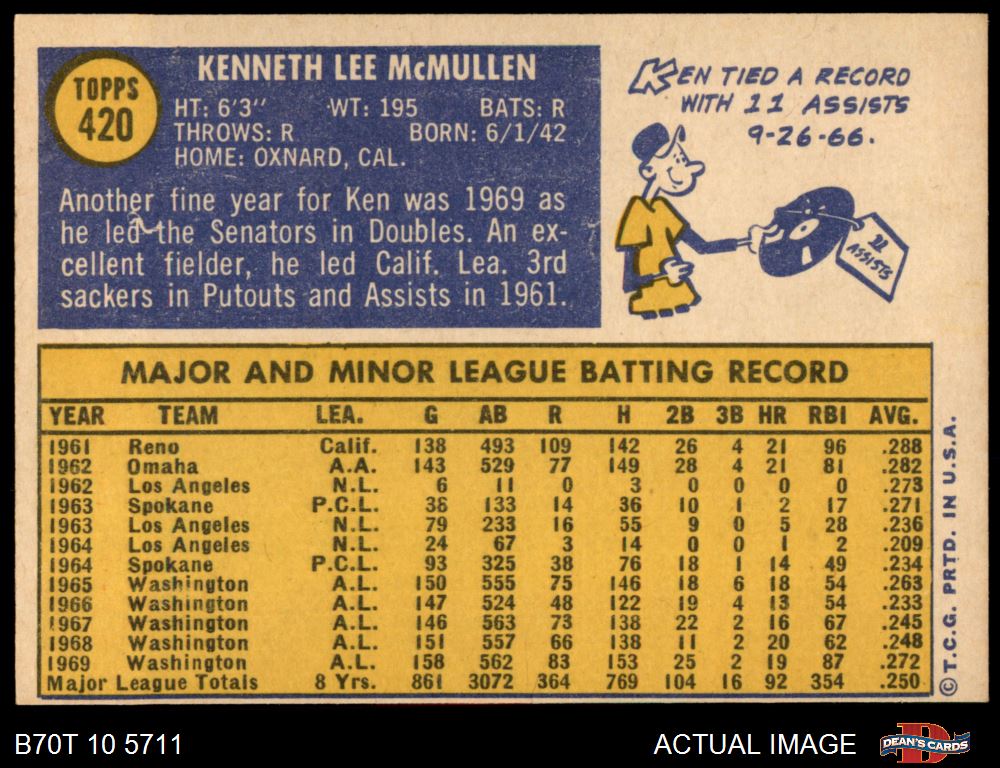 TOPPS
420
KENNETH LEE McMULLEN
HT: 6'3" WT: 195 BATS: R
THROWS: R BORN: 6/1/42
HOME: OXNARD, CAL.
Another fine year for Ken was 1969 as
he led the Senators in Doubles. An ex-
cellent fielder, he led Calif. Lea. 3rd
sackers in Putouts and Assists in 1961.
KEN TIED A RECORD
WITH 11 ASSISTS
9-26-66.
11
ASSISTS
MAJOR AND MINOR LEAGUE BATTING RECORD
YEAR TEAM LEA. G AB R H 2B 3B HR RBI AVG.
1961 Reno Calif. 138 493 109 142 26 4 21 96 .288
1962 Omaha A.A. 143 529 77 149 28 4 21 81 .282
1962 Los Angeles N.L. 6 11 0 3 0 0 0 0 .273
1963 Spokane P.C.L. 38 133 14 36 10 1 2 17 .271
1963 Los Angeles N.L. 79 233 16 55 9 0 5 28 .236
1964 Los Angeles N.L. 24 67 3 14 0 0 1 2 .209
1964 Spokane P.C.L. 93 325 38 76 18 1 14 49 .234
1965 Washington A.L. 150 555 75 146 18 6 18 54 .263
1966 Washington A.L. 147 524 48 122 19 4 13 54 .233
1967 Washington A.L. 146 563 73 138 22 2 16 67 .245
1968 Washington A.L. 151 557 66 138 11 2 20 62 .248
1969 Washington A.L. 158 562 83 153 25 2 19 87 .272
Major League Totals 8 Yrs. 861 3072 364 769 104 16 92 354 .250
© T.C.G. PRTD. IN U.S.A.
B70T 10 5711
ACTUAL IMAGE
DEAN'S CARDS